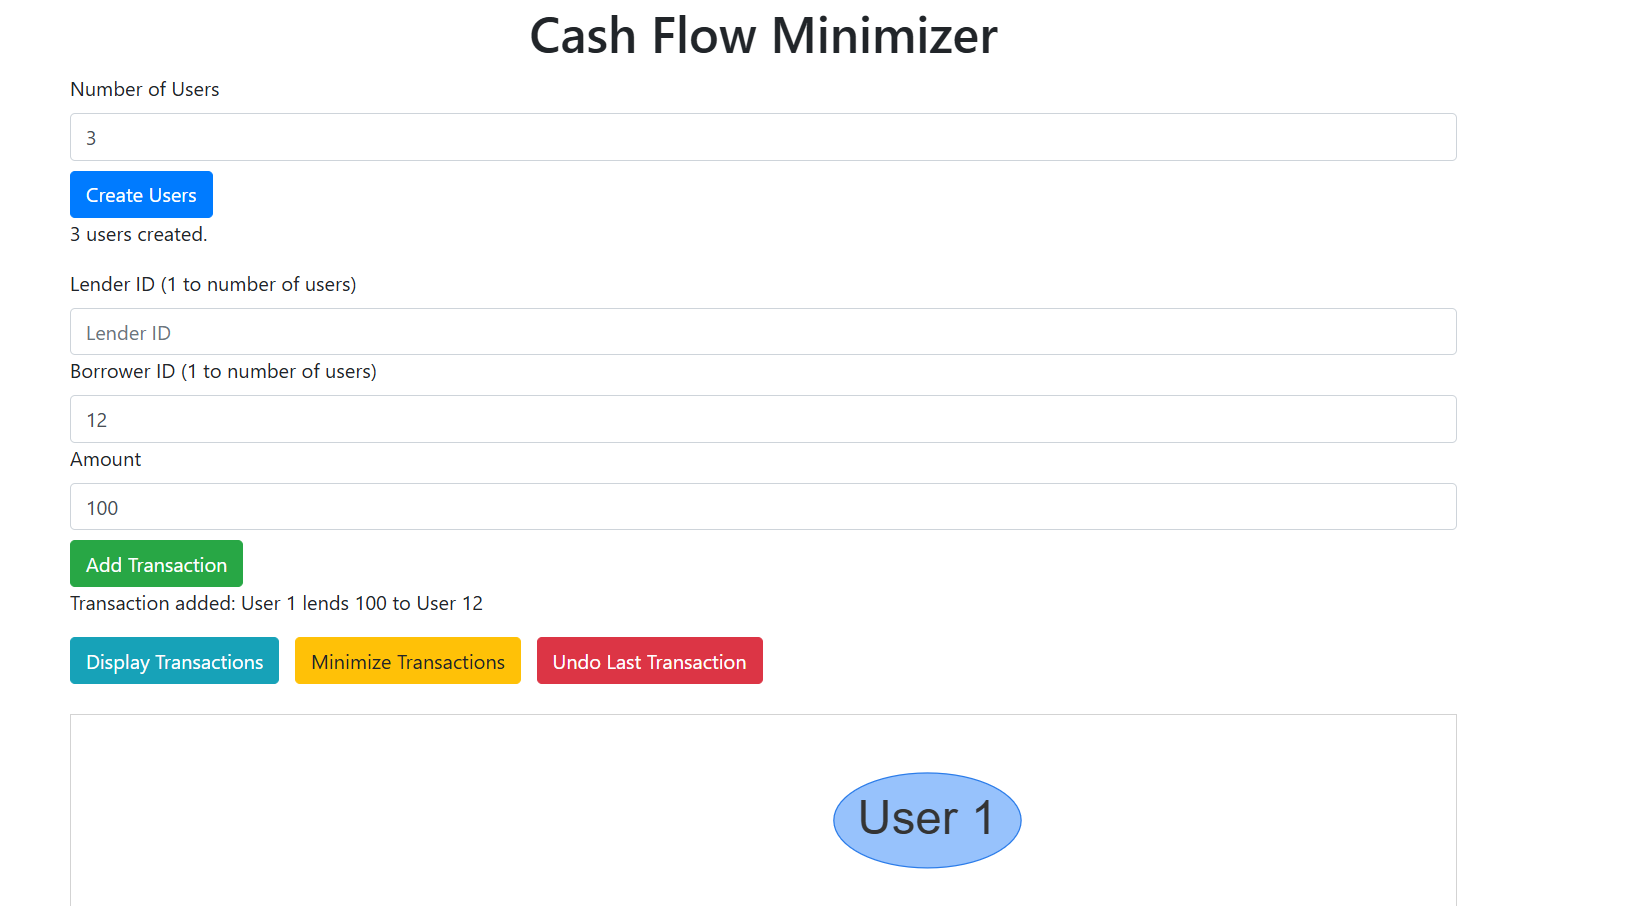 Cash Flow Minimizer
Number of Users
3
Create Users
3 users created.
Lender ID (1 to number of users)
Lender ID
Borrower ID (1 to number of users)
12
Amount
100
Add Transaction
Transaction added: User 1 lends 100 to User 12
Display Transactions Minimize Transactions Undo Last Transaction
User 1